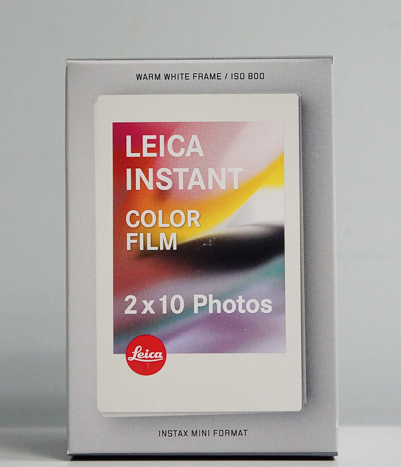 WARM WHITE FRAME / ISO 800
LEICA
INSTANT
COLOR
FILM
2 x 10 Photos
Leica
INSTAX MINI FORMAT